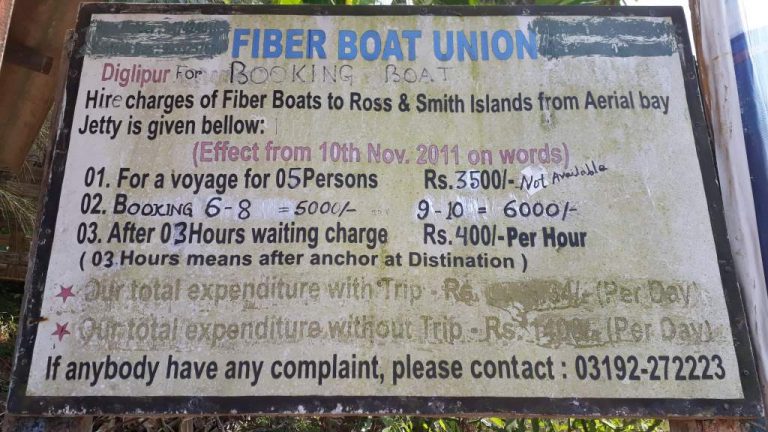 FIBER BOAT UNION
Diglipur For BOOKING BOAT
Hire charges of Fiber Boats to Ross & Smith Islands from Aerial bay
Jetty is given bellow:
(Effect from 10th Nov. 2011 on words)
01. For a voyage for 05 Persons Rs. 3500/- Not Available
02. BOOKING 6-8 = 5000/- 9-10 = 6000/-
03. After 03 Hours waiting charge Rs. 400/- Per Hour
( 03 Hours means after anchor at Distination )
Our total expenditure with Trip - Rs. (Per Day)
Our total expenditure without Trip - Rs. (Per Day)
If anybody have any complaint, please contact : 03192-272223